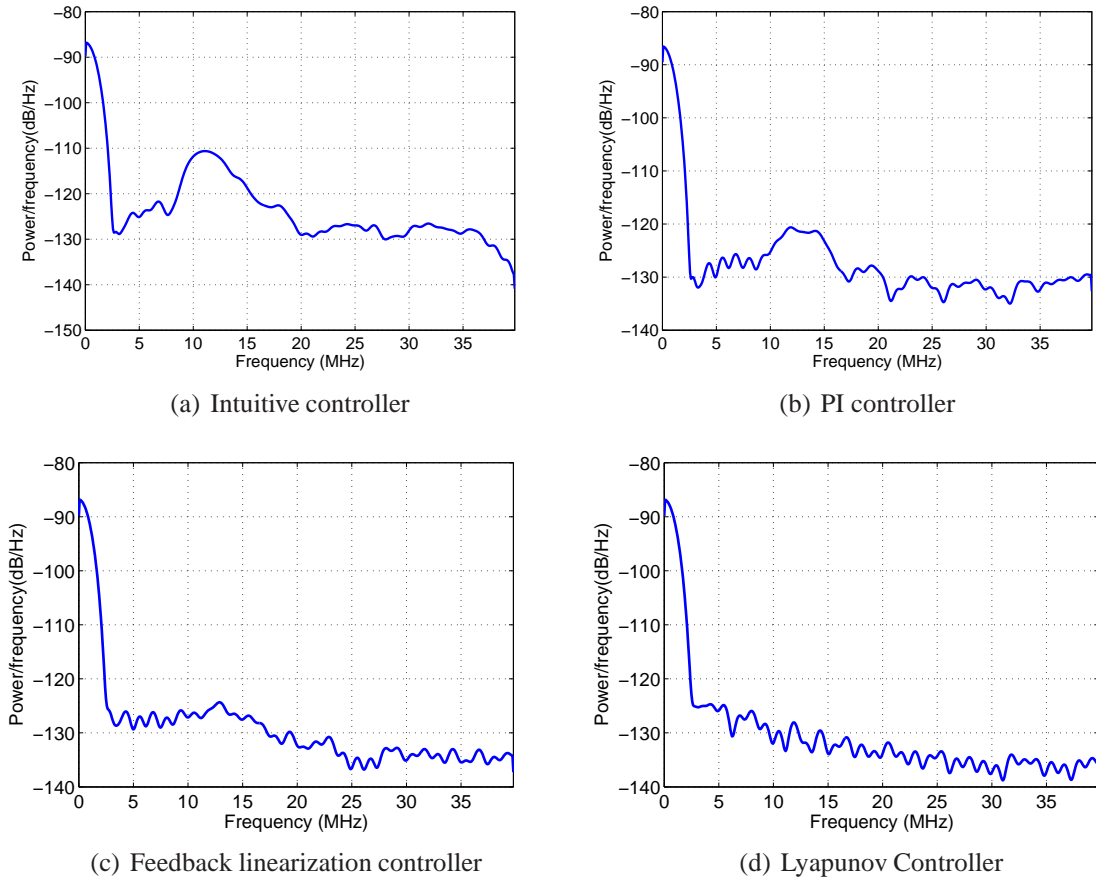 −80
−90
−100
−110
−120
−130
−140
−150
0 5 10 15 20 25 30 35
Power/frequency(dB/Hz)
Frequency (MHz)
(a) Intuitive controller
−80
−90
−100
−110
−120
−130
−140
0 5 10 15 20 25 30 35
Power/frequency(dB/Hz)
Frequency (MHz)
(b) PI controller
−80
−90
−100
−110
−120
−130
−140
0 5 10 15 20 25 30 35
Power/frequency(dB/Hz)
Frequency (MHz)
(c) Feedback linearization controller
−80
−90
−100
−110
−120
−130
−140
0 5 10 15 20 25 30 35
Power/frequency(dB/Hz)
Frequency (MHz)
(d) Lyapunov Controller